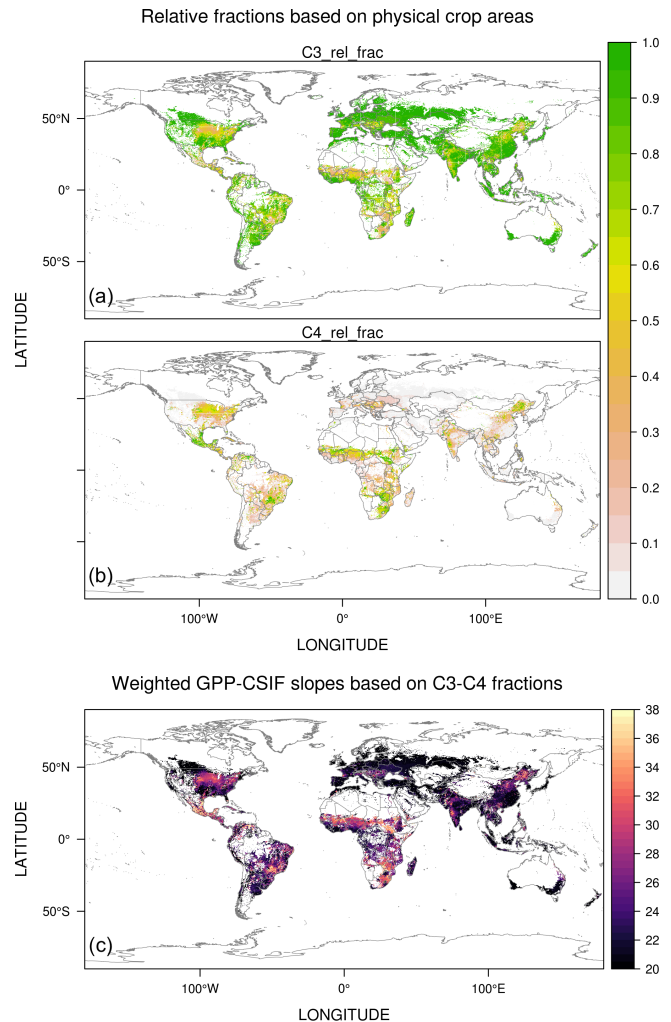 Relative fractions based on physical crop areas
C3_rel_frac
50°N
0°
50°S
(a)
LATITUDE
C4_rel_frac
(b)
100°W
0°
100°E
LONGITUDE
1.0
0.9
0.8
0.7
0.6
0.5
0.4
0.3
0.2
0.1
0.0
Weighted GPP-CSIF slopes based on C3-C4 fractions
50°N
0°
50°S
(c)
LATITUDE
100°W
0°
100°E
LONGITUDE
38
36
34
32
30
28
26
24
22
20